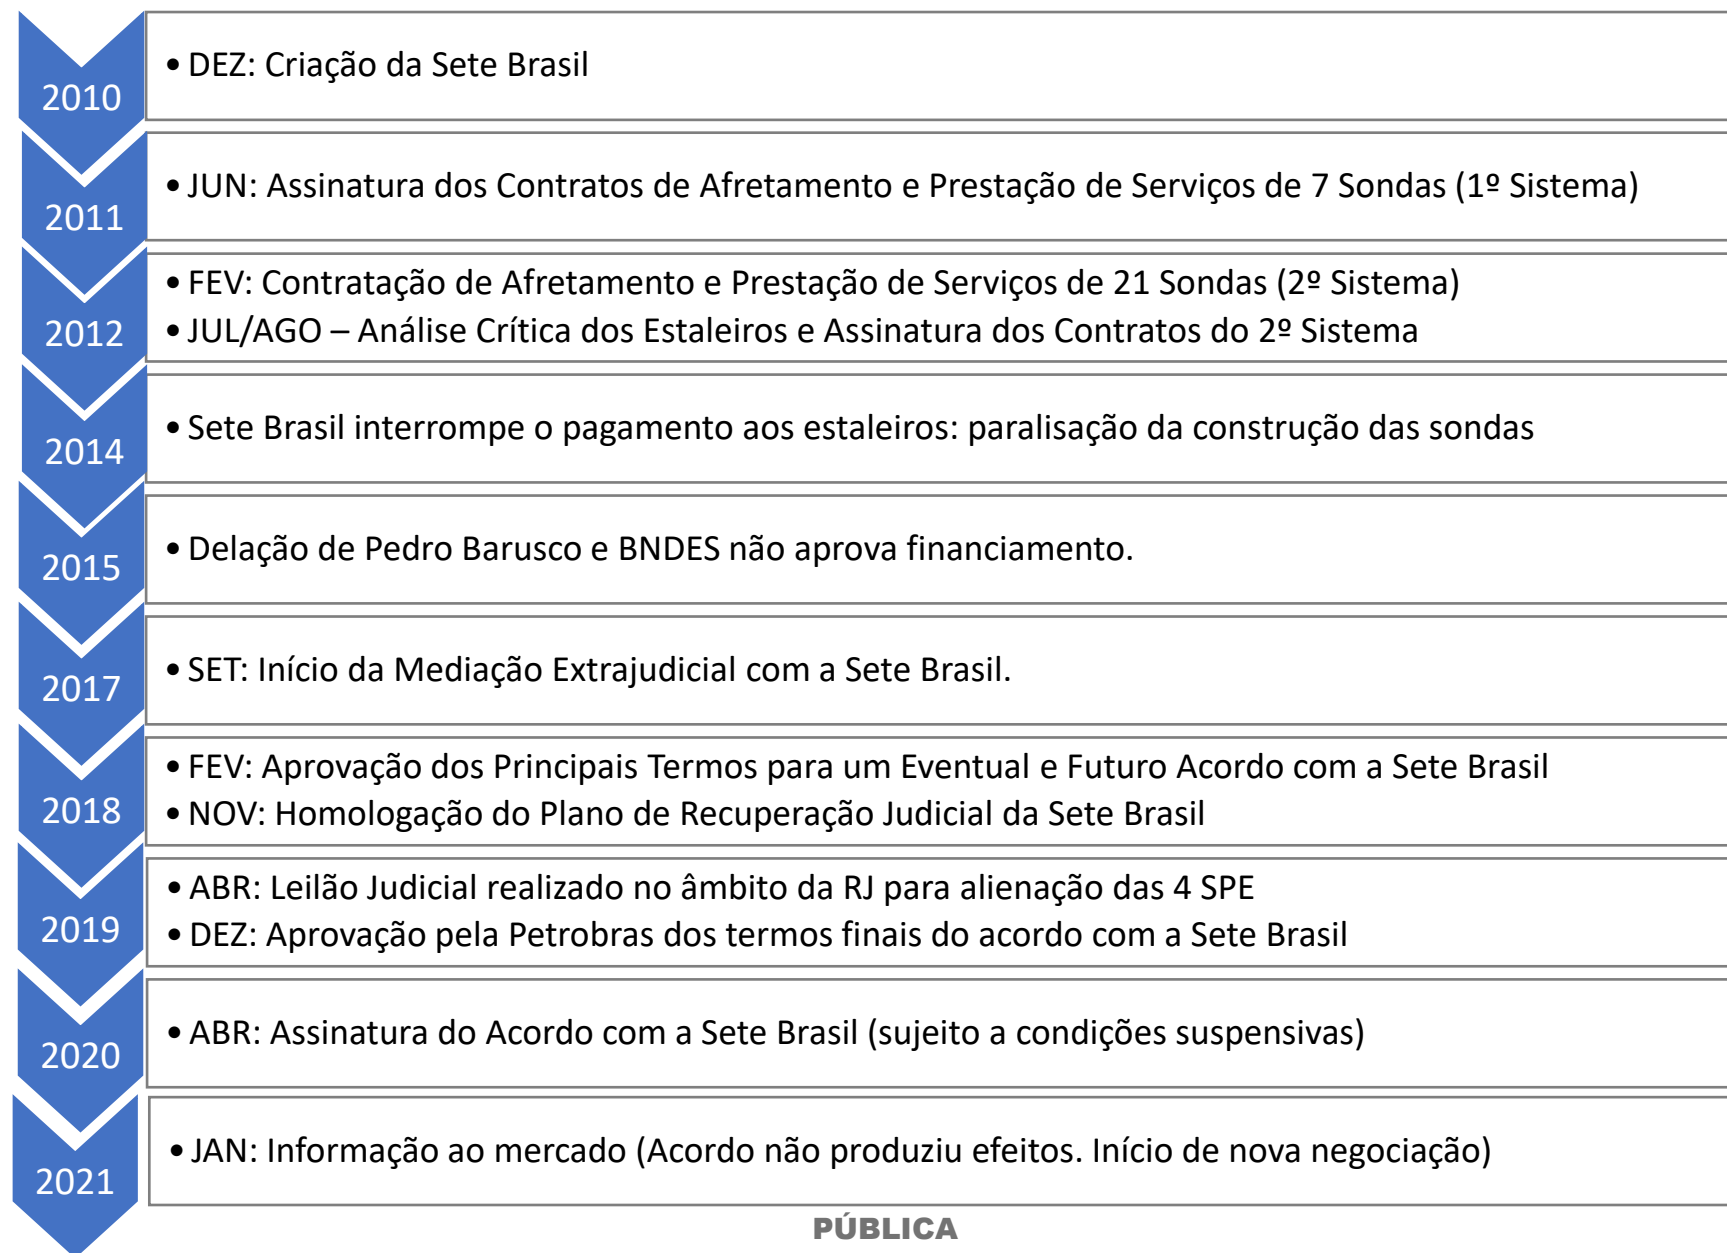 2010
• DEZ: Criação da Sete Brasil
2011
• JUN: Assinatura dos Contratos de Afretamento e Prestação de Serviços de 7 Sondas (1º Sistema)
2012
• FEV: Contratação de Afretamento e Prestação de Serviços de 21 Sondas (2º Sistema)
• JUL/AGO – Análise Crítica dos Estaleiros e Assinatura dos Contratos do 2º Sistema
2014
• Sete Brasil interrompe o pagamento aos estaleiros: paralisação da construção das sondas
2015
• Delação de Pedro Barusco e BNDES não aprova financiamento.
2017
• SET: Início da Mediação Extrajudicial com a Sete Brasil.
2018
• FEV: Aprovação dos Principais Termos para um Eventual e Futuro Acordo com a Sete Brasil
• NOV: Homologação do Plano de Recuperação Judicial da Sete Brasil
2019
• ABR: Leilão Judicial realizado no âmbito da RJ para alienação das 4 SPE
• DEZ: Aprovação pela Petrobras dos termos finais do acordo com a Sete Brasil
2020
• ABR: Assinatura do Acordo com a Sete Brasil (sujeito a condições suspensivas)
2021
• JAN: Informação ao mercado (Acordo não produziu efeitos. Início de nova negociação)
PÚBLICA